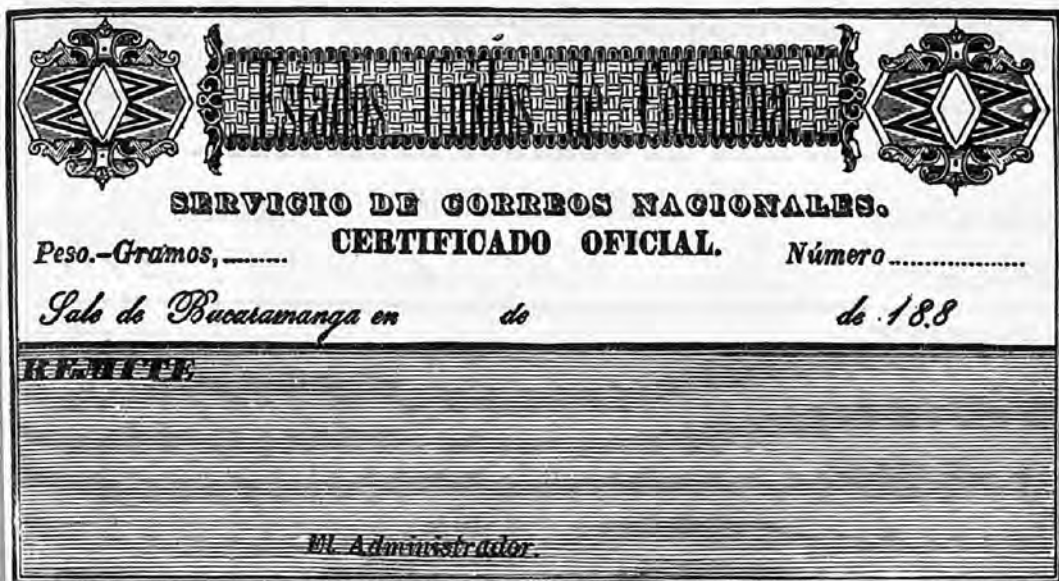 Estados Unidos de Colombia.
SERVICIO DE CORREOS NACIONALES.
Peso.-Gramos,......... CERTIFICADO OFICIAL. Número...................
Sale de Bucaramanga en de de 188
REMITE
El Administrador.